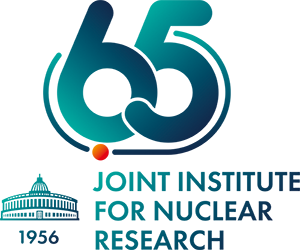 65
JOINT INSTITUTE
FOR NUCLEAR
RESEARCH
1956